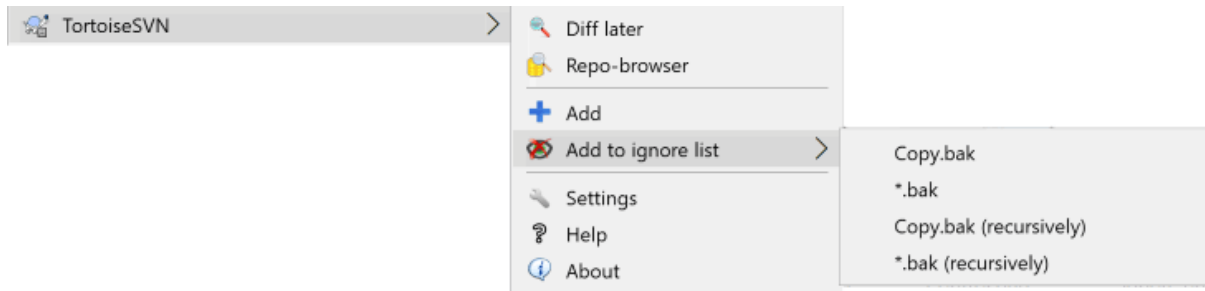 TortoiseSVN
Diff later
Repo-browser
Add
Add to ignore list
Settings
Help
About
Copy.bak
*.bak
Copy.bak (recursively)
*.bak (recursively)